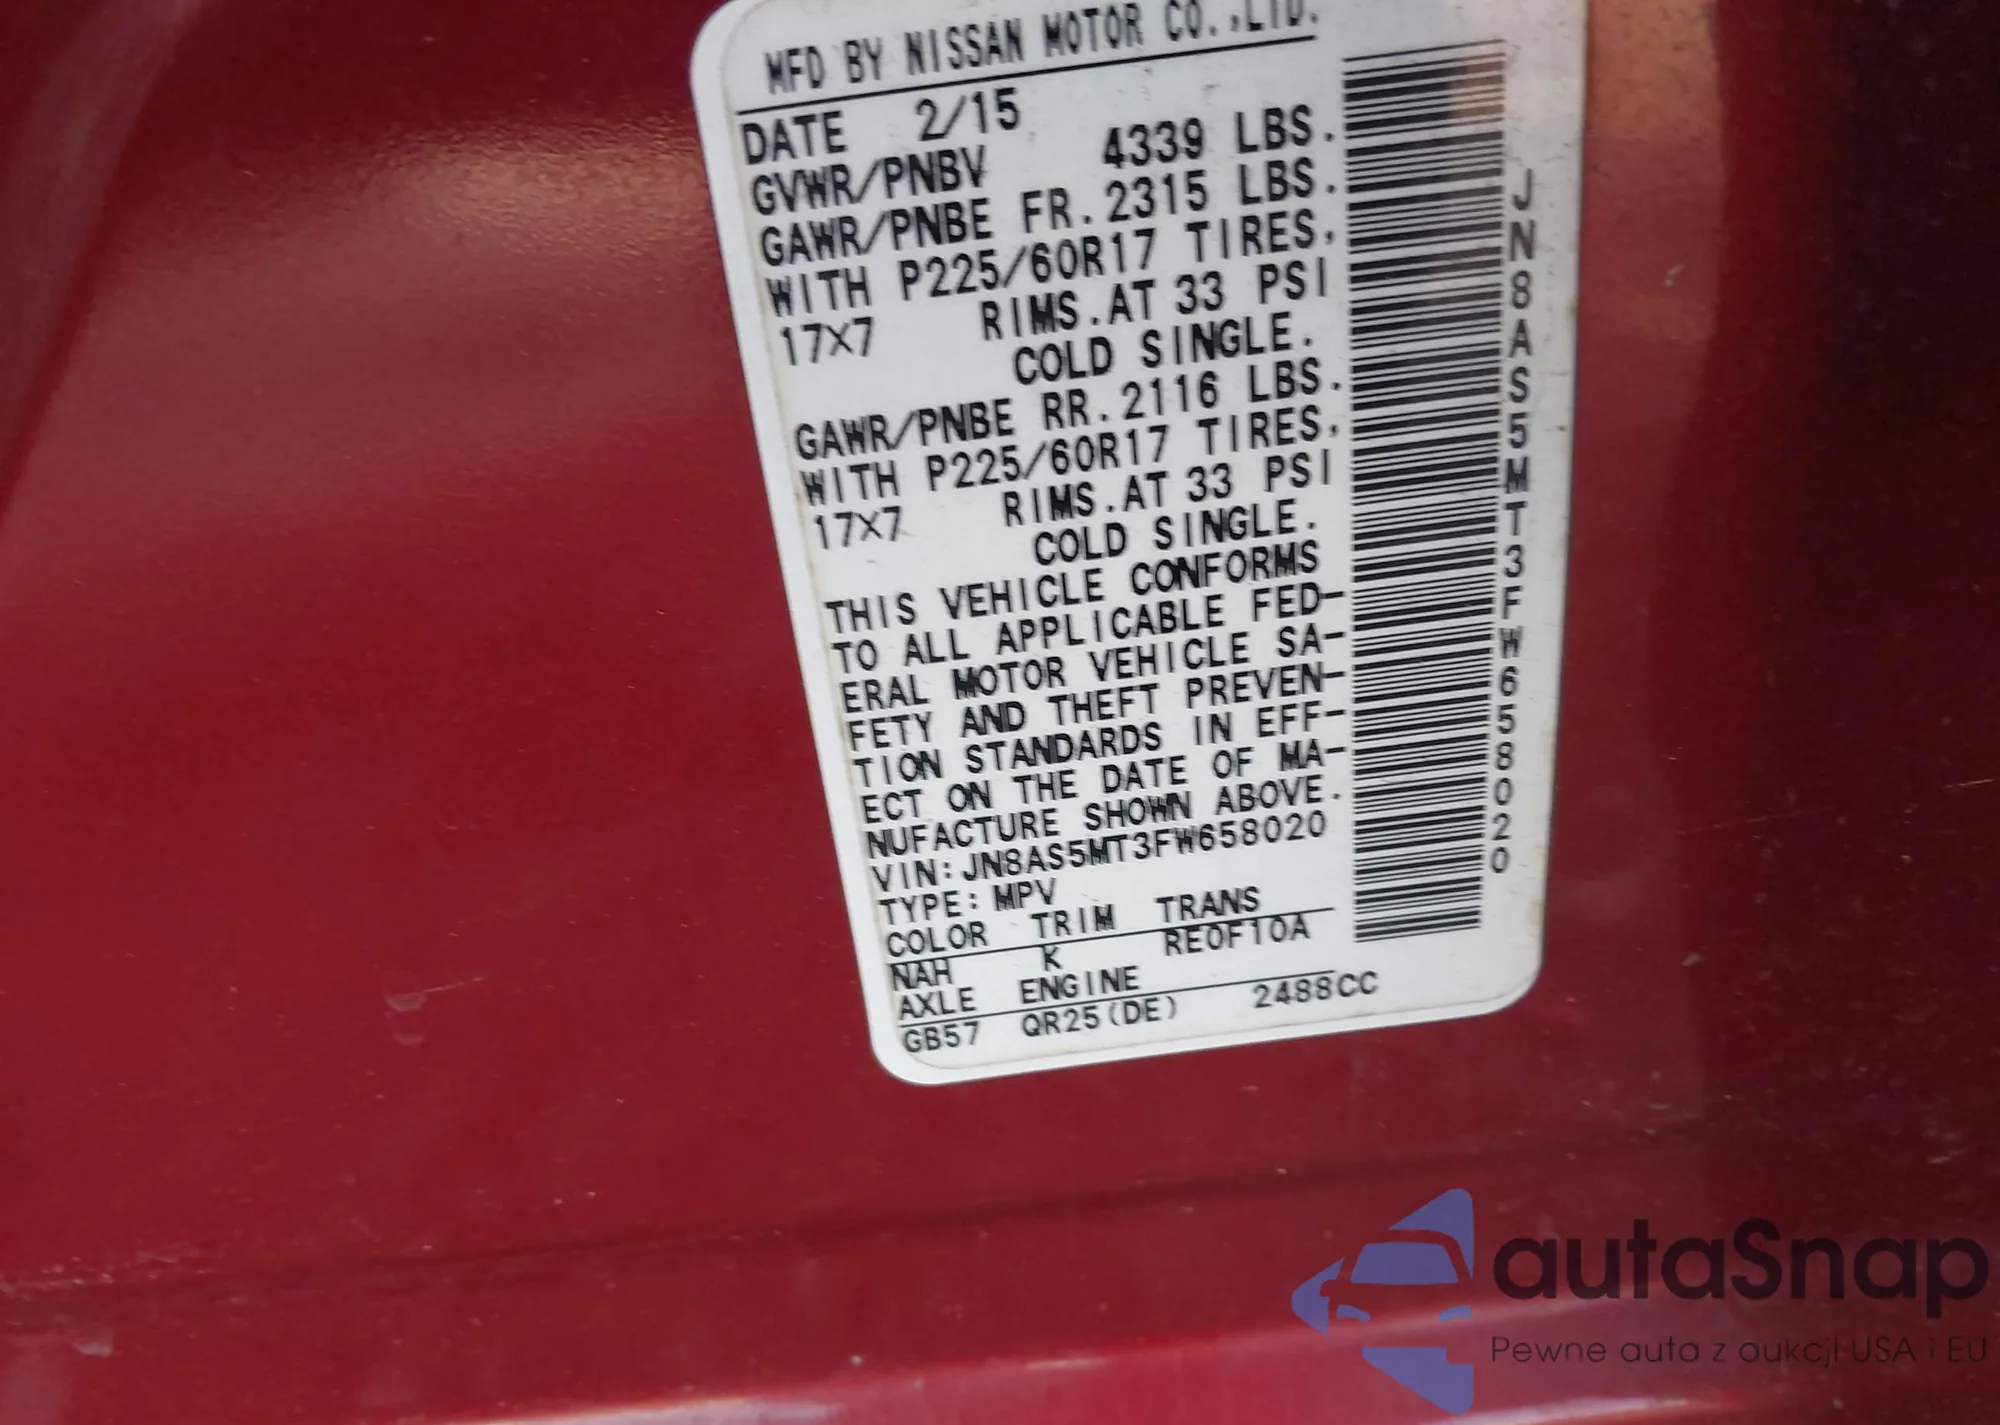 MFD BY NISSAN MOTOR CO.,LTD.
DATE 2/15
GVWR/PNBV 4339 LBS.
GAWR/PNBE FR.2315 LBS.
WITH P225/60R17 TIRES,
17X7 RIMS.AT 33 PSI
COLD SINGLE.
GAWR/PNBE RR.2116 LBS.
WITH P225/60R17 TIRES,
17X7 RIMS.AT 33 PSI
COLD SINGLE.
THIS VEHICLE CONFORMS
TO ALL APPLICABLE FED-
ERAL MOTOR VEHICLE SA-
FETY AND THEFT PREVEN-
TION STANDARDS IN EFF-
ECT ON THE DATE OF MA-
NUFACTURE SHOWN ABOVE.
VIN:JN8AS5MT3FW658020
TYPE:MPV
COLOR TRIM TRANS
NAH K RE0F10A
AXLE ENGINE
GB57 QR25(DE) 2488CC
JN8AS5MT3FW658020
autaSnap
Pewne auta z aukcji USA i EU